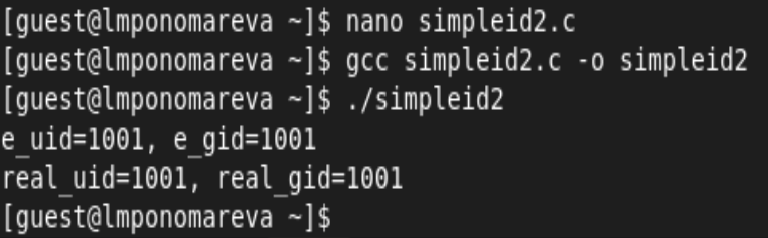 [guest@lmponomareva ~]$ nano simpleid2.c
[guest@lmponomareva ~]$ gcc simpleid2.c -o simpleid2
[guest@lmponomareva ~]$ ./simpleid2
e_uid=1001, e_gid=1001
real_uid=1001, real_gid=1001
[guest@lmponomareva ~]$